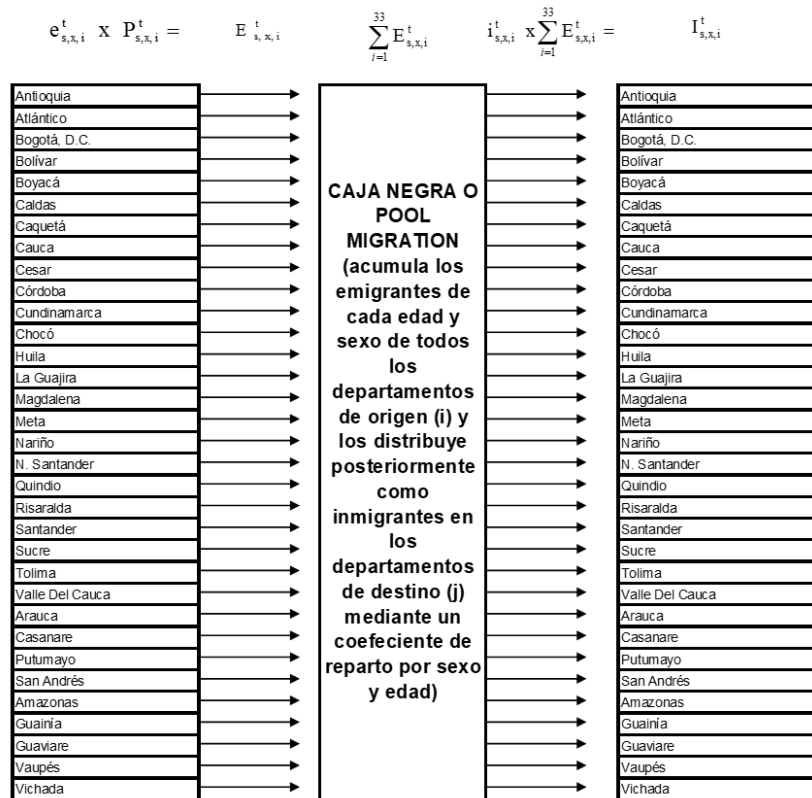 e^t_{s,x,i} x P^t_{s,x,i} = E^t_{s,x,i} \sum_{i=1}^{33} E^t_{s,x,i} i^t_{s,x,i} x \sum_{i=1}^{33} E^t_{s,x,i} = I^t_{s,x,i}
Antioquia
Atlántico
Bogotá, D.C.
Bolívar
Boyacá
Caldas
Caquetá
Cauca
Cesar
Córdoba
Cundinamarca
Chocó
Huila
La Guajira
Magdalena
Meta
Nariño
N. Santander
Quindio
Risaralda
Santander
Sucre
Tolima
Valle Del Cauca
Arauca
Casanare
Putumayo
San Andrés
Amazonas
Guainía
Guaviare
Vaupés
Vichada
CAJA NEGRA O
POOL
MIGRATION
(acumula los
emigrantes de
cada edad y
sexo de todos
los
departamentos
de origen (i) y
los distribuye
posteriormente
como
inmigrantes en
los
departamentos
de destino (j)
mediante un
coefeciente de
reparto por sexo
y edad)
Antioquia
Atlántico
Bogotá, D.C.
Bolívar
Boyacá
Caldas
Caquetá
Cauca
Cesar
Córdoba
Cundinamarca
Chocó
Huila
La Guajira
Magdalena
Meta
Nariño
N. Santander
Quindio
Risaralda
Santander
Sucre
Tolima
Valle Del Cauca
Arauca
Casanare
Putumayo
San Andrés
Amazonas
Guainía
Guaviare
Vaupés
Vichada